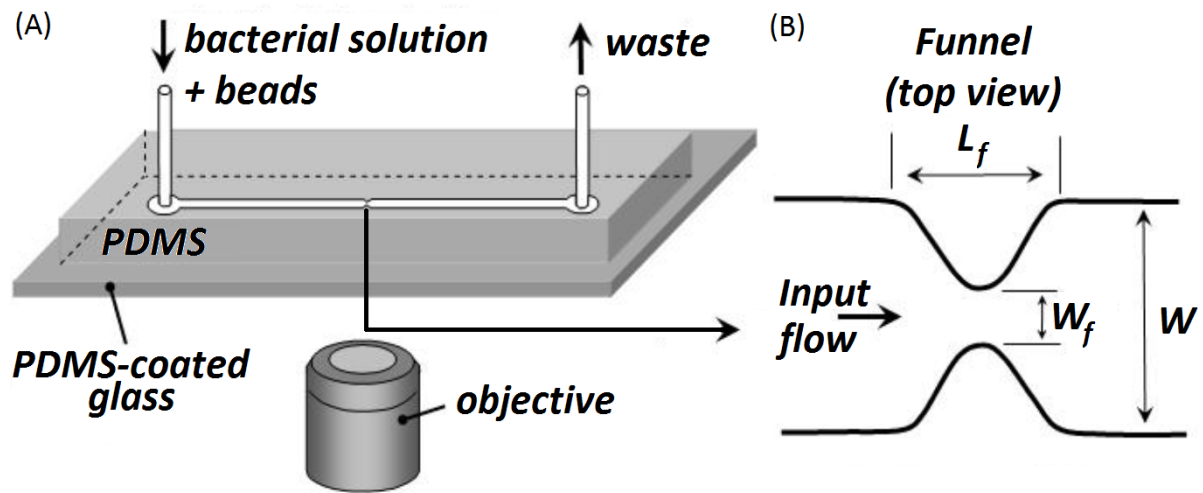 (A)
bacterial solution
+ beads
waste
PDMS
PDMS-coated
glass
objective
(B)
Funnel
(top view)
L_f
Input
flow
W_f
W